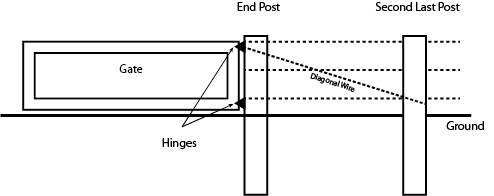 End Post
Second Last Post
Gate
Diagonal Wire
Ground
Hinges